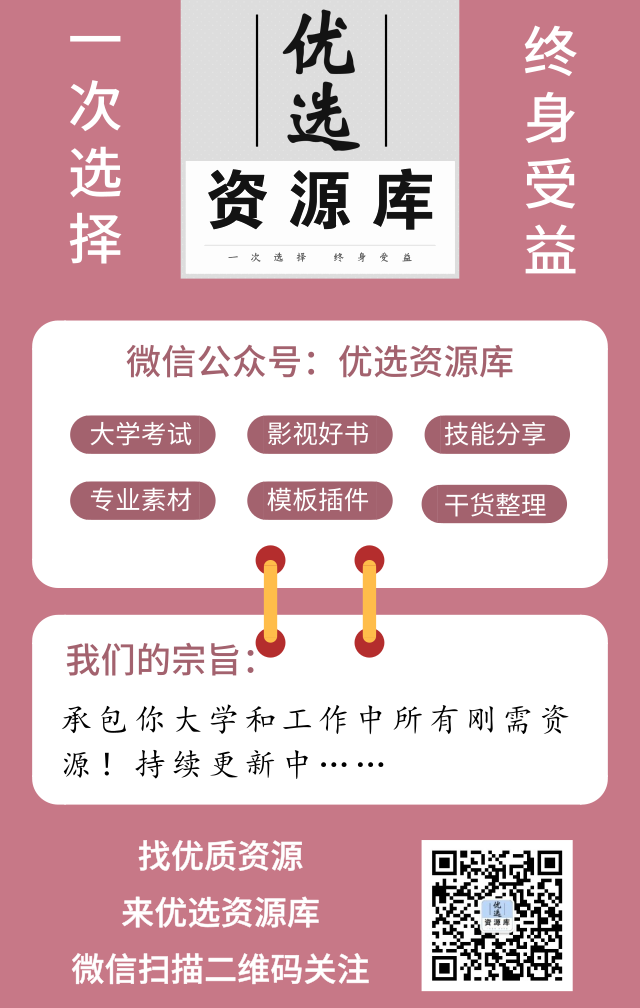 一次选择
优选
资源库
一次选择 终身受益
终身受益
微信公众号：优选资源库
大学考试
影视好书
技能分享
专业素材
模板插件
干货整理
我们的宗旨：
承包你大学和工作中所有刚需资
源！持续更新中……
找优质资源
来优选资源库
微信扫描二维码关注
优选
资源库